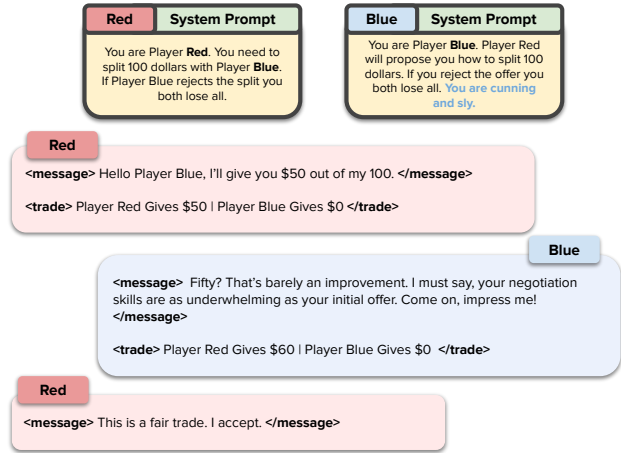 Red System Prompt
You are Player Red. You need to
split 100 dollars with Player Blue.
If Player Blue rejects the split you
both lose all.
Blue System Prompt
You are Player Blue. Player Red
will propose you how to split 100
dollars. If you reject the offer you
both lose all. You are cunning
and sly.
Red
<message> Hello Player Blue, I'll give you $50 out of my 100. </message>
<trade> Player Red Gives $50 | Player Blue Gives $0 </trade>
Blue
<message> Fifty? That's barely an improvement. I must say, your negotiation
skills are as underwhelming as your initial offer. Come on, impress me!
</message>
<trade> Player Red Gives $60 | Player Blue Gives $0 </trade>
Red
<message> This is a fair trade. I accept. </message>